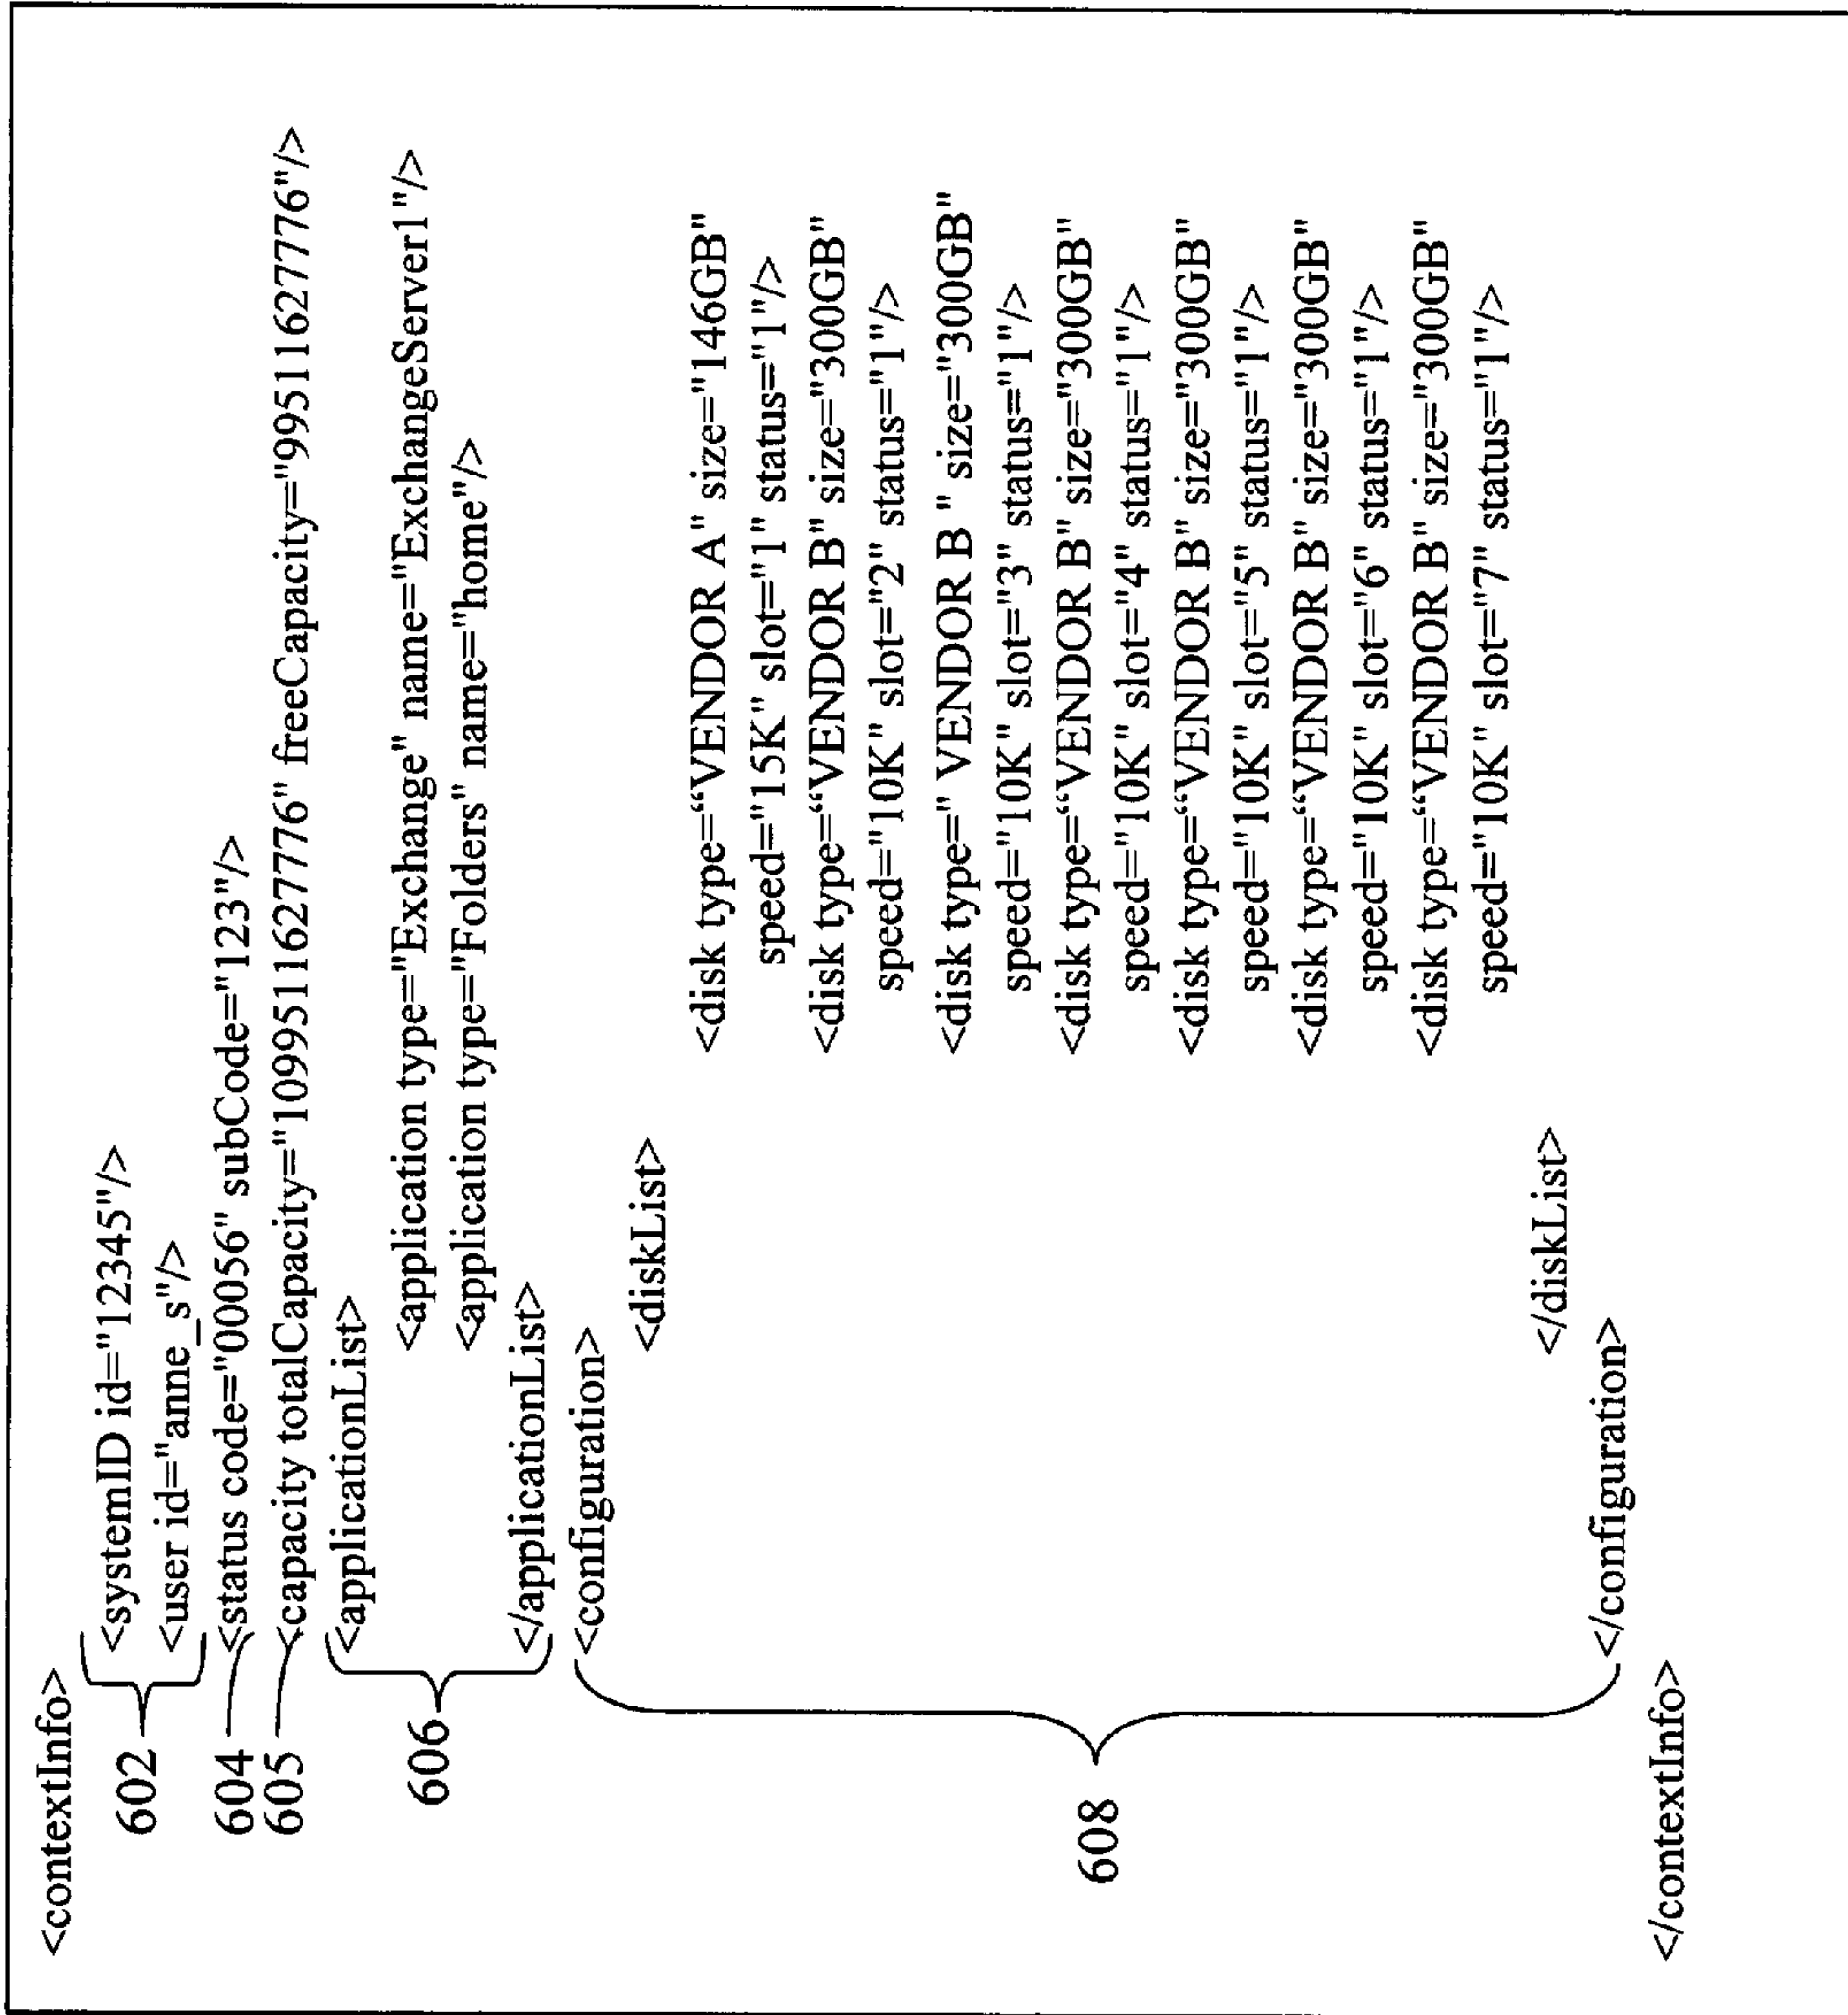 <contextInfo>
<systemID id="12345"/>
602
<user id="anne_s"/>
604 <status code="00056" subCode="123"/>
605 <capacity totalCapacity="1099511627776" freeCapacity="99511627776"/>
<applicationList>
<application type="Exchange" name="ExchangeServer1"/>
606
<application type="Folders" name="home"/>
</applicationList>
<configuration>
<diskList>
<disk type=“VENDOR A" size="146GB"
speed="15K" slot="1" status="1"/>
<disk type=“VENDOR B" size="300GB"
speed="10K" slot="2" status="1"/>
<disk type=" VENDOR B " size="300GB"
speed="10K" slot="3" status="1"/>
<disk type=“VENDOR B" size="300GB"
608
speed="10K" slot="4" status="1"/>
<disk type=“VENDOR B" size="300GB"
speed="10K" slot="5" status="1"/>
<disk type=“VENDOR B" size="300GB"
speed="10K" slot="6" status="1"/>
<disk type=“VENDOR B" size="300GB"
speed="10K" slot="7" status="1"/>
</diskList>
</configuration>
</contextInfo>